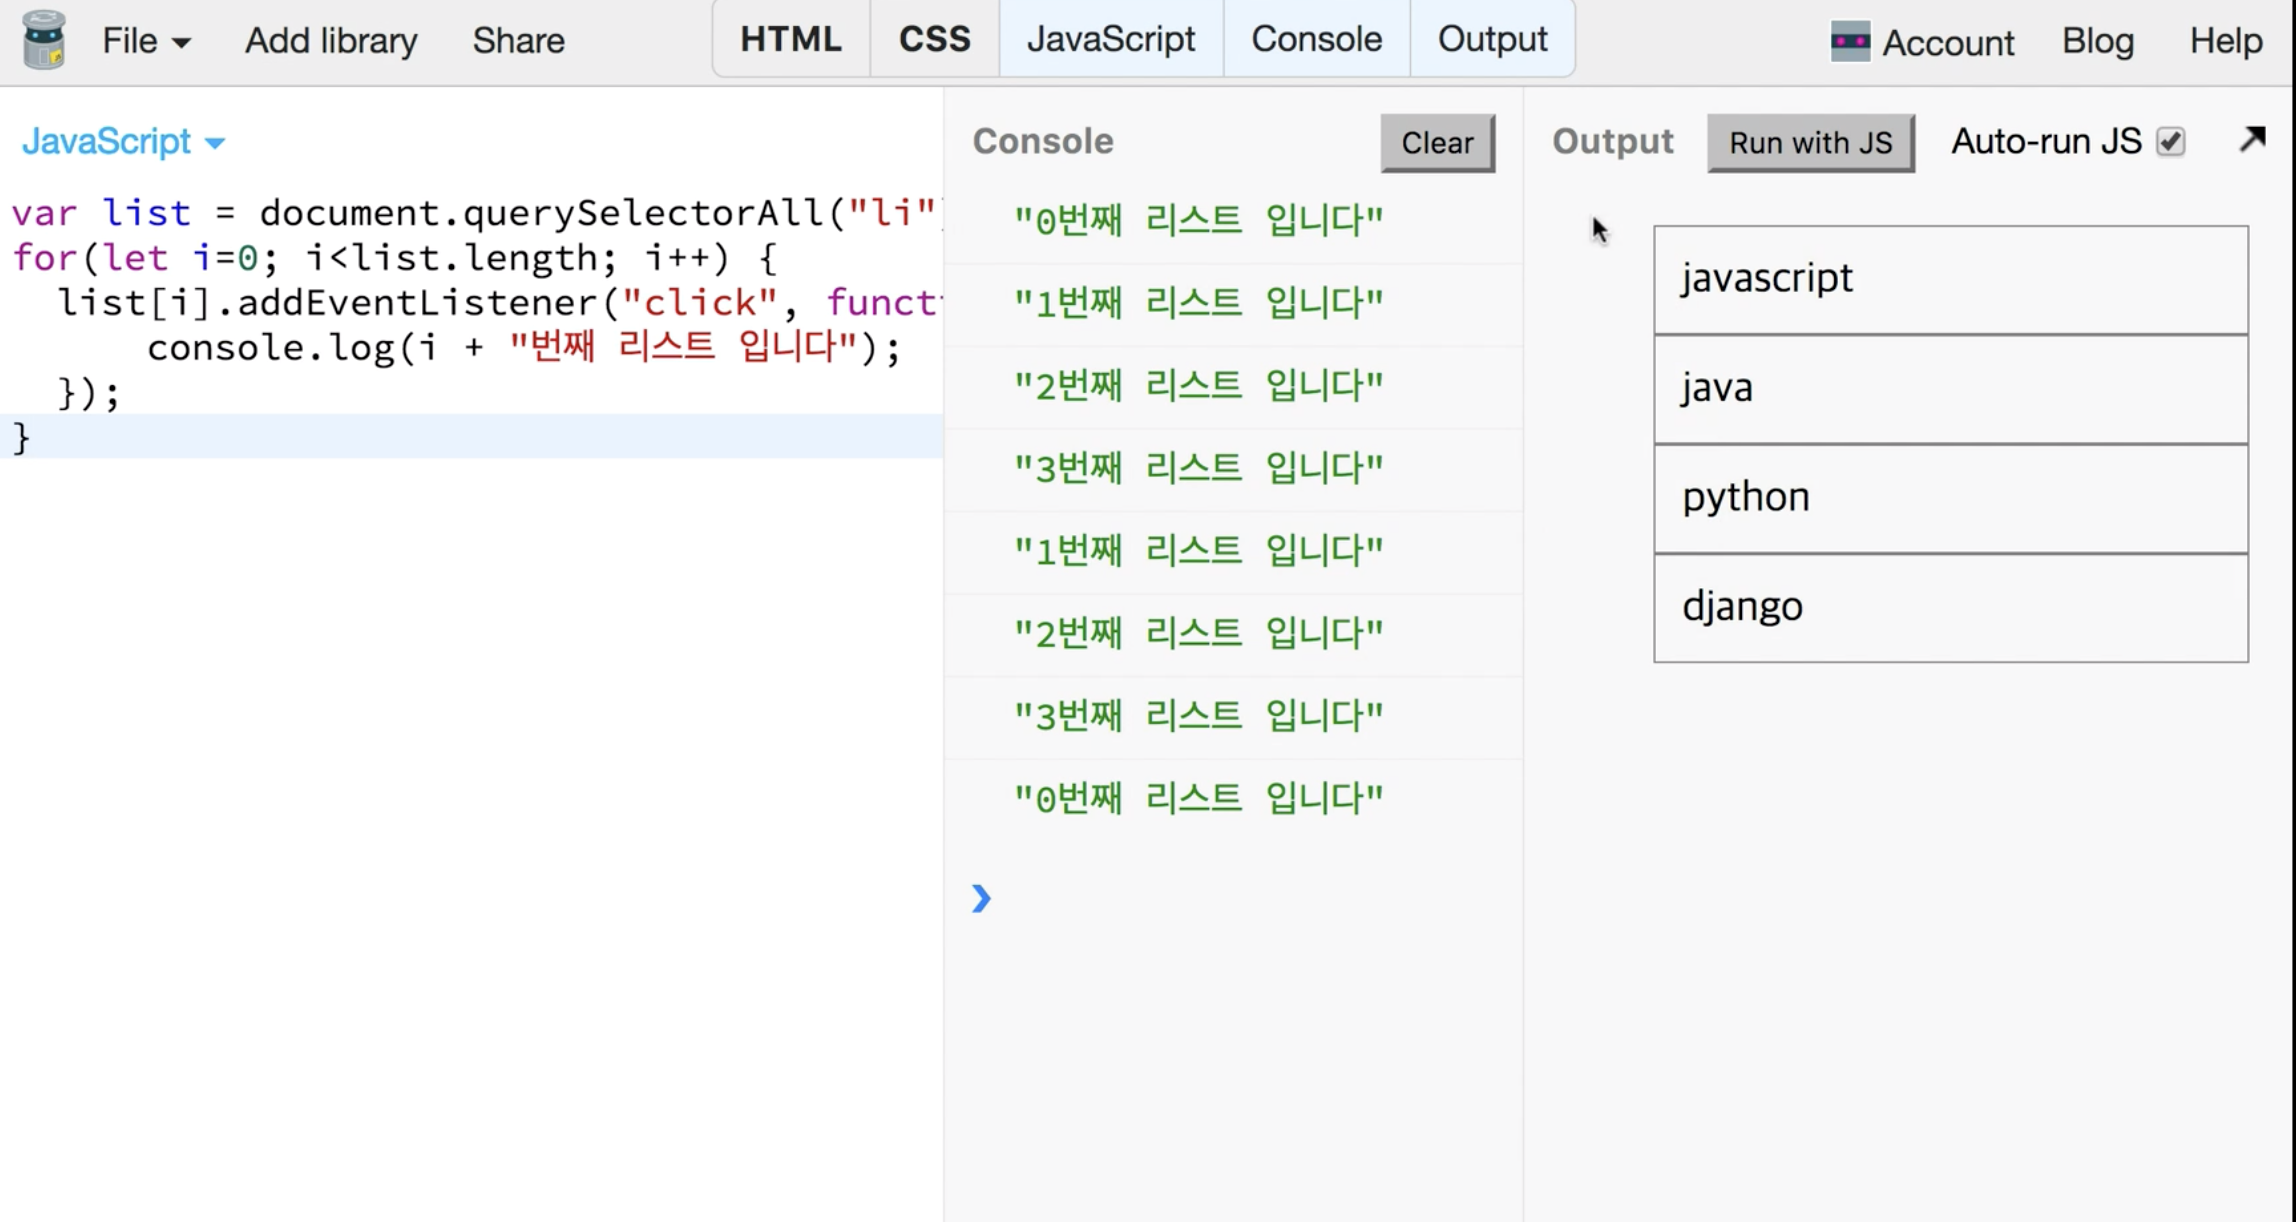 File Add library Share HTML CSS JavaScript Console Output Account Blog Help
JavaScript
var list = document.querySelectorAll("li"
for(let i=0; i<list.length; i++) {
list[i].addEventListener("click", funct
console.log(i + "번째 리스트 입니다");
});
}
Console Clear
"0번째 리스트 입니다"
"1번째 리스트 입니다"
"2번째 리스트 입니다"
"3번째 리스트 입니다"
"1번째 리스트 입니다"
"2번째 리스트 입니다"
"3번째 리스트 입니다"
"0번째 리스트 입니다"
Output Run with JS Auto-run JS
javascript
java
python
django